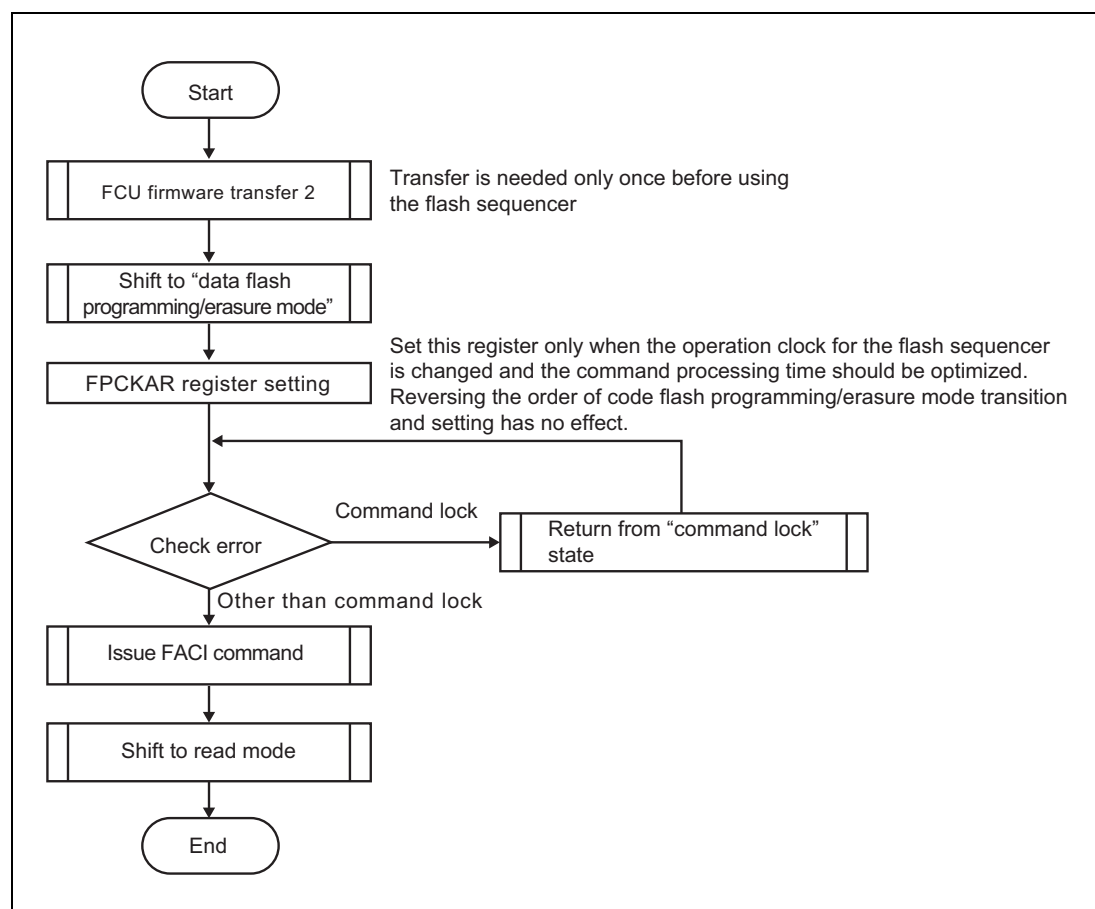 Start
FCU firmware transfer 2
Transfer is needed only once before using
the flash sequencer
Shift to “data flash
programming/erasure mode”
FPCKAR register setting
Set this register only when the operation clock for the flash sequencer
is changed and the command processing time should be optimized.
Reversing the order of code flash programming/erasure mode transition
and setting has no effect.
Check error
Command lock
Return from “command lock”
state
Other than command lock
Issue FACI command
Shift to read mode
End